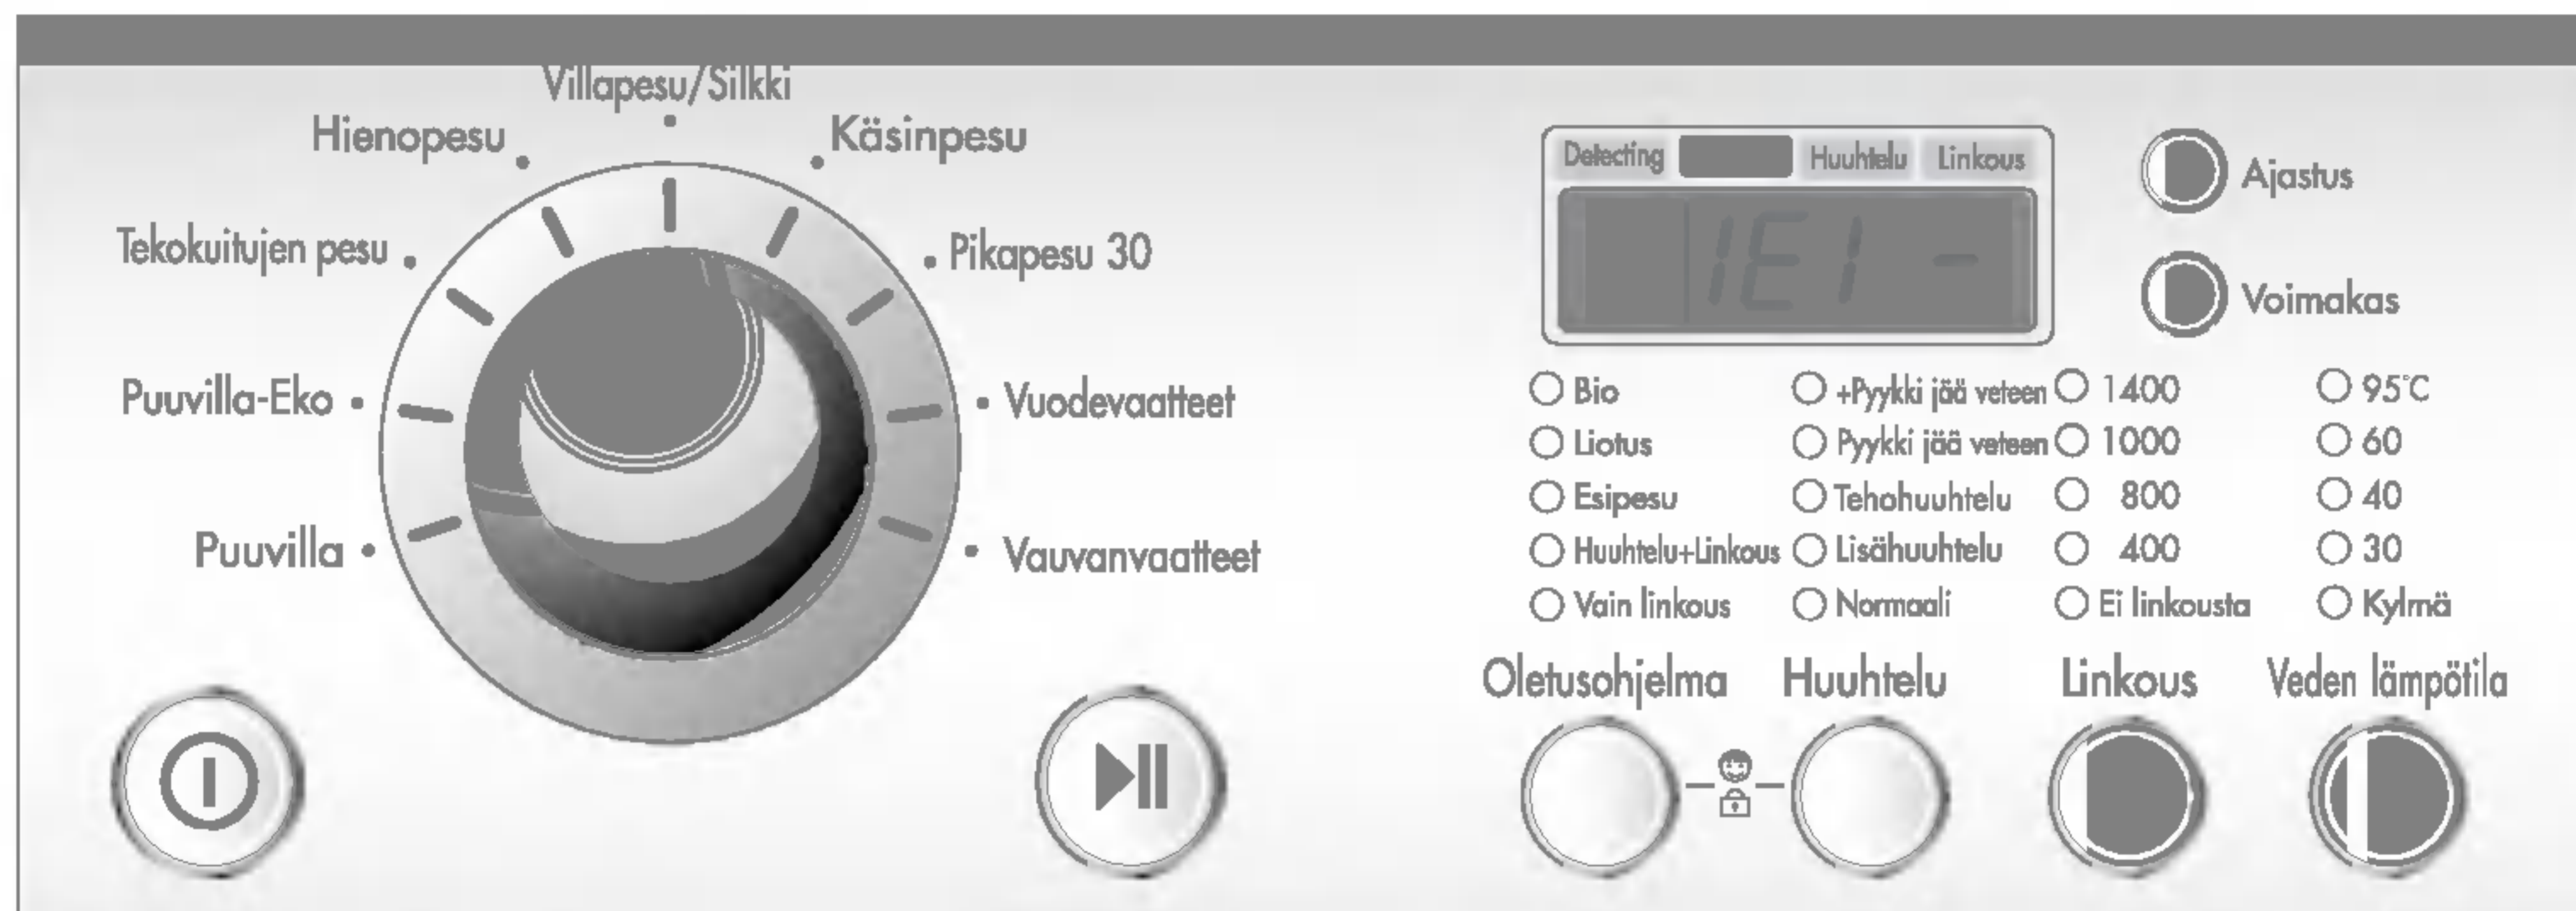 Villapesu/Silkki
Hienopesu
Käsinpesu
Tekokuitujen pesu
Pikapesu 30
Puuvilla-Eko
Vuodevaatteet
Puuvilla
Vauvanvaatteet
Detecting Huuhtelu Linkous
Ajastus
Voimakas
Bio
Liotus
Esipesu
Huuhtelu+Linkous
Vain linkous
Oletusohjelma
+Pyykki jää veteen
Pyykki jää veteen
Tehohuuhtelu
Lisähuuhtelu
Normaali
Huuhtelu
1400
1000
800
400
Ei linkousta
Linkous
95°C
60
40
30
Kylmä
Veden lämpötila